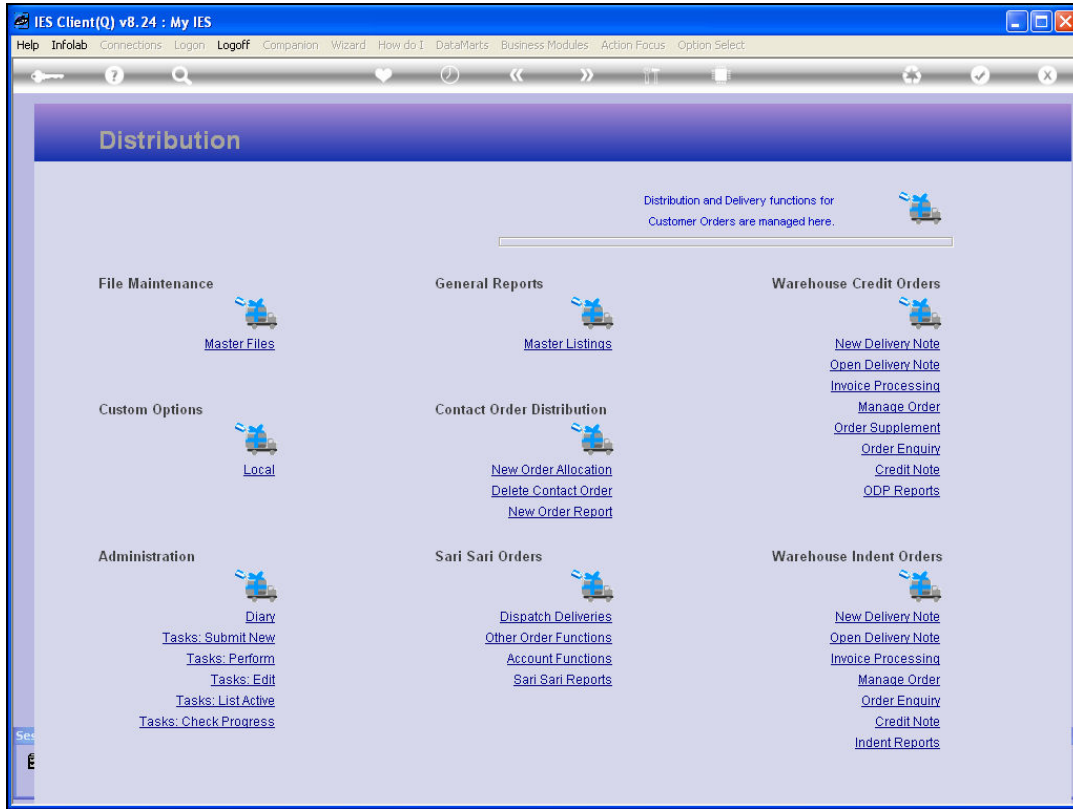 IES Client(Q) v8.24 : My IES
Help Infolab Connections Logon Logoff Companion Wizard How do I DataMarts Business Modules Action Focus Option Select
Distribution
Distribution and Delivery functions for
Customer Orders are managed here.
File Maintenance
Master Files
General Reports
Master Listings
Warehouse Credit Orders
New Delivery Note
Open Delivery Note
Invoice Processing
Manage Order
Order Supplement
Order Enquiry
Credit Note
ODP Reports
Custom Options
Local
Contact Order Distribution
New Order Allocation
Delete Contact Order
New Order Report
Administration
Diary
Tasks: Submit New
Tasks: Perform
Tasks: Edit
Tasks: List Active
Tasks: Check Progress
Sari Sari Orders
Dispatch Deliveries
Other Order Functions
Account Functions
Sari Sari Reports
Warehouse Indent Orders
New Delivery Note
Open Delivery Note
Invoice Processing
Manage Order
Order Enquiry
Credit Note
Indent Reports